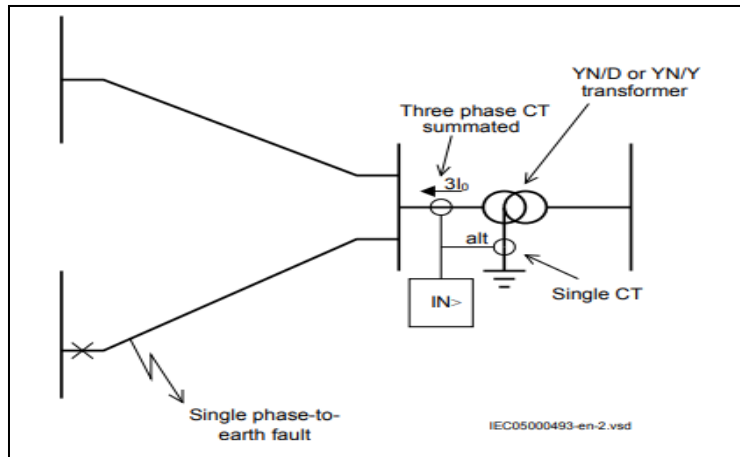 YN/D or YN/Y
transformer
Three phase CT
summated
3I₀
alt
IN>
Single CT
Single phase-to-
earth fault
IEC05000493-en-2.vsd